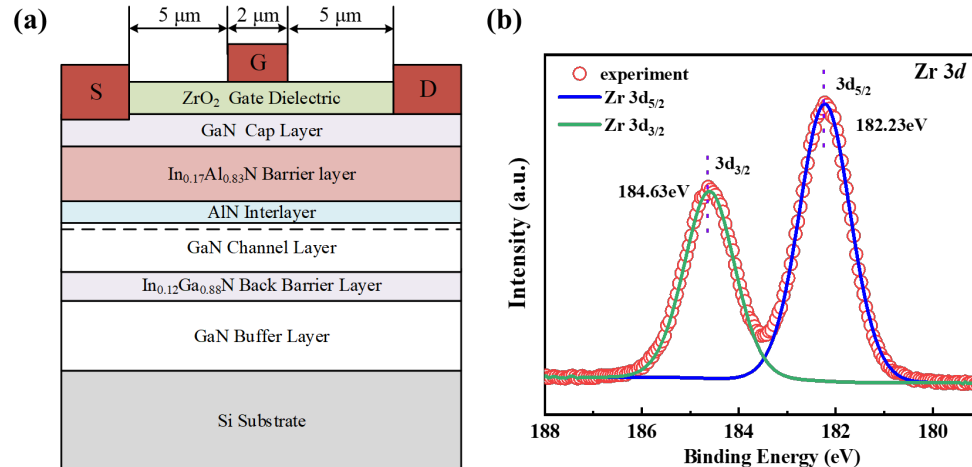 (a)
5 μm
2 μm
5 μm
G
S
D
ZrO₂ Gate Dielectric
GaN Cap Layer
In₀.₁₇Al₀.₈₃N Barrier layer
AlN Interlayer
GaN Channel Layer
In₀.₁₂Ga₀.₈₈N Back Barrier Layer
GaN Buffer Layer
Si Substrate
(b)
experiment
Zr 3d₅/₂
Zr 3d₃/₂
Zr 3d
3d₅/₂
182.23eV
3d₃/₂
184.63eV
Intensity (a.u.)
188
186
184
182
180
Binding Energy (eV)